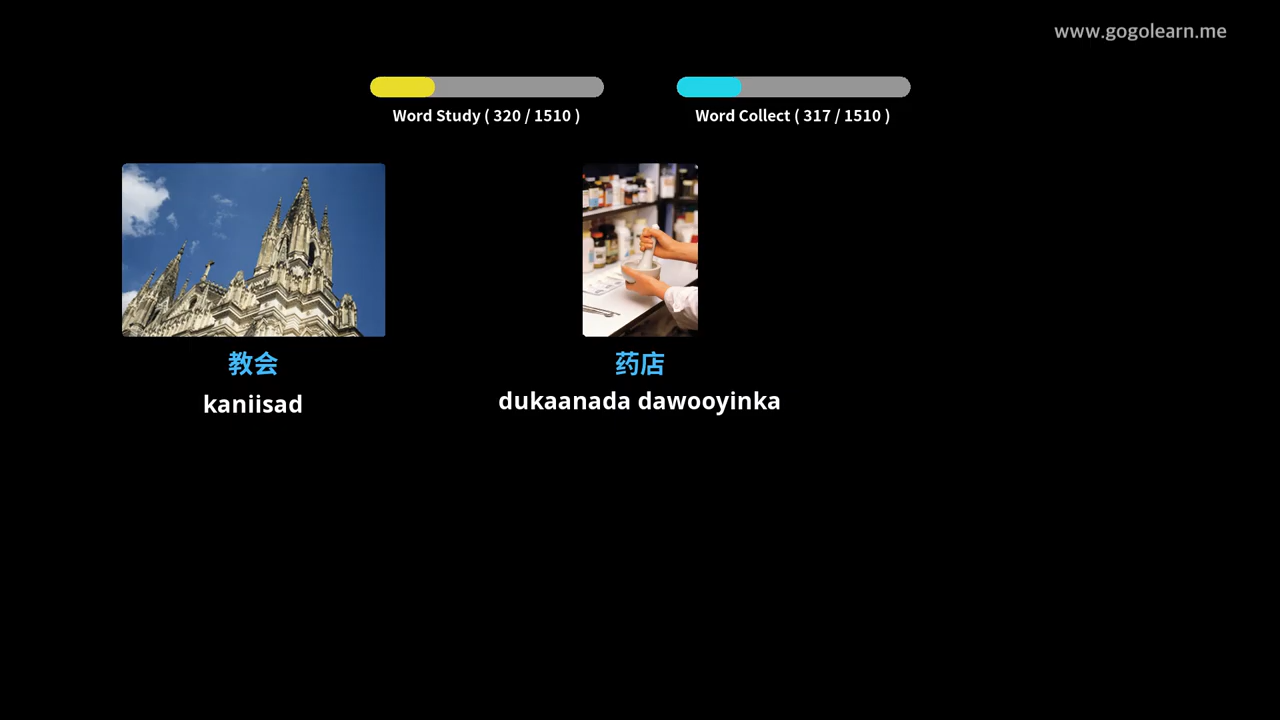 www.gogolearn.me
Word Study ( 320 / 1510 )
Word Collect ( 317 / 1510 )
教会
药店
kaniisad
dukaanada dawooyinka